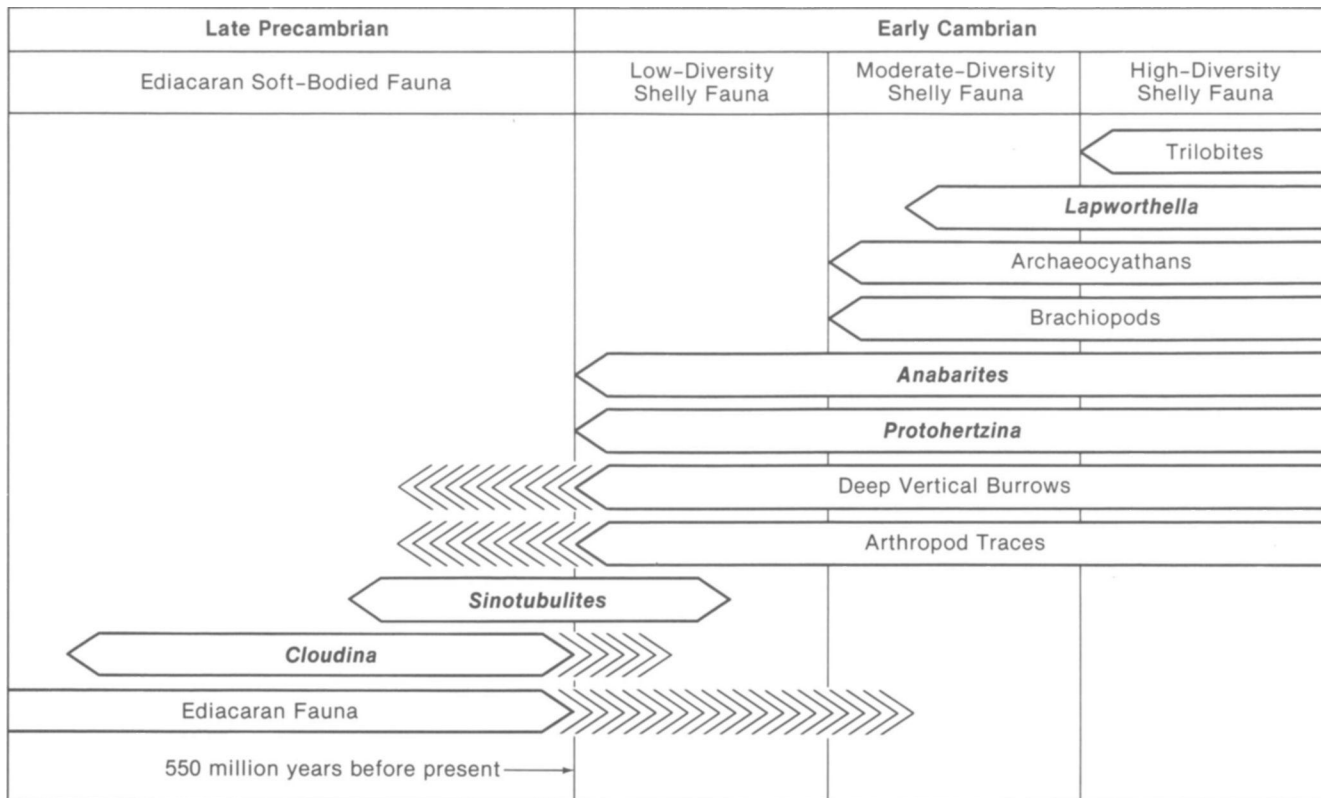 Late Precambrian
Early Cambrian
Ediacaran Soft-Bodied Fauna
Low-Diversity
Shelly Fauna
Moderate-Diversity
Shelly Fauna
High-Diversity
Shelly Fauna
Trilobites
Lapworthella
Archaeocyathans
Brachiopods
Anabarites
Protohertzina
Deep Vertical Burrows
Arthropod Traces
Sinotubulites
Cloudina
Ediacaran Fauna
550 million years before present